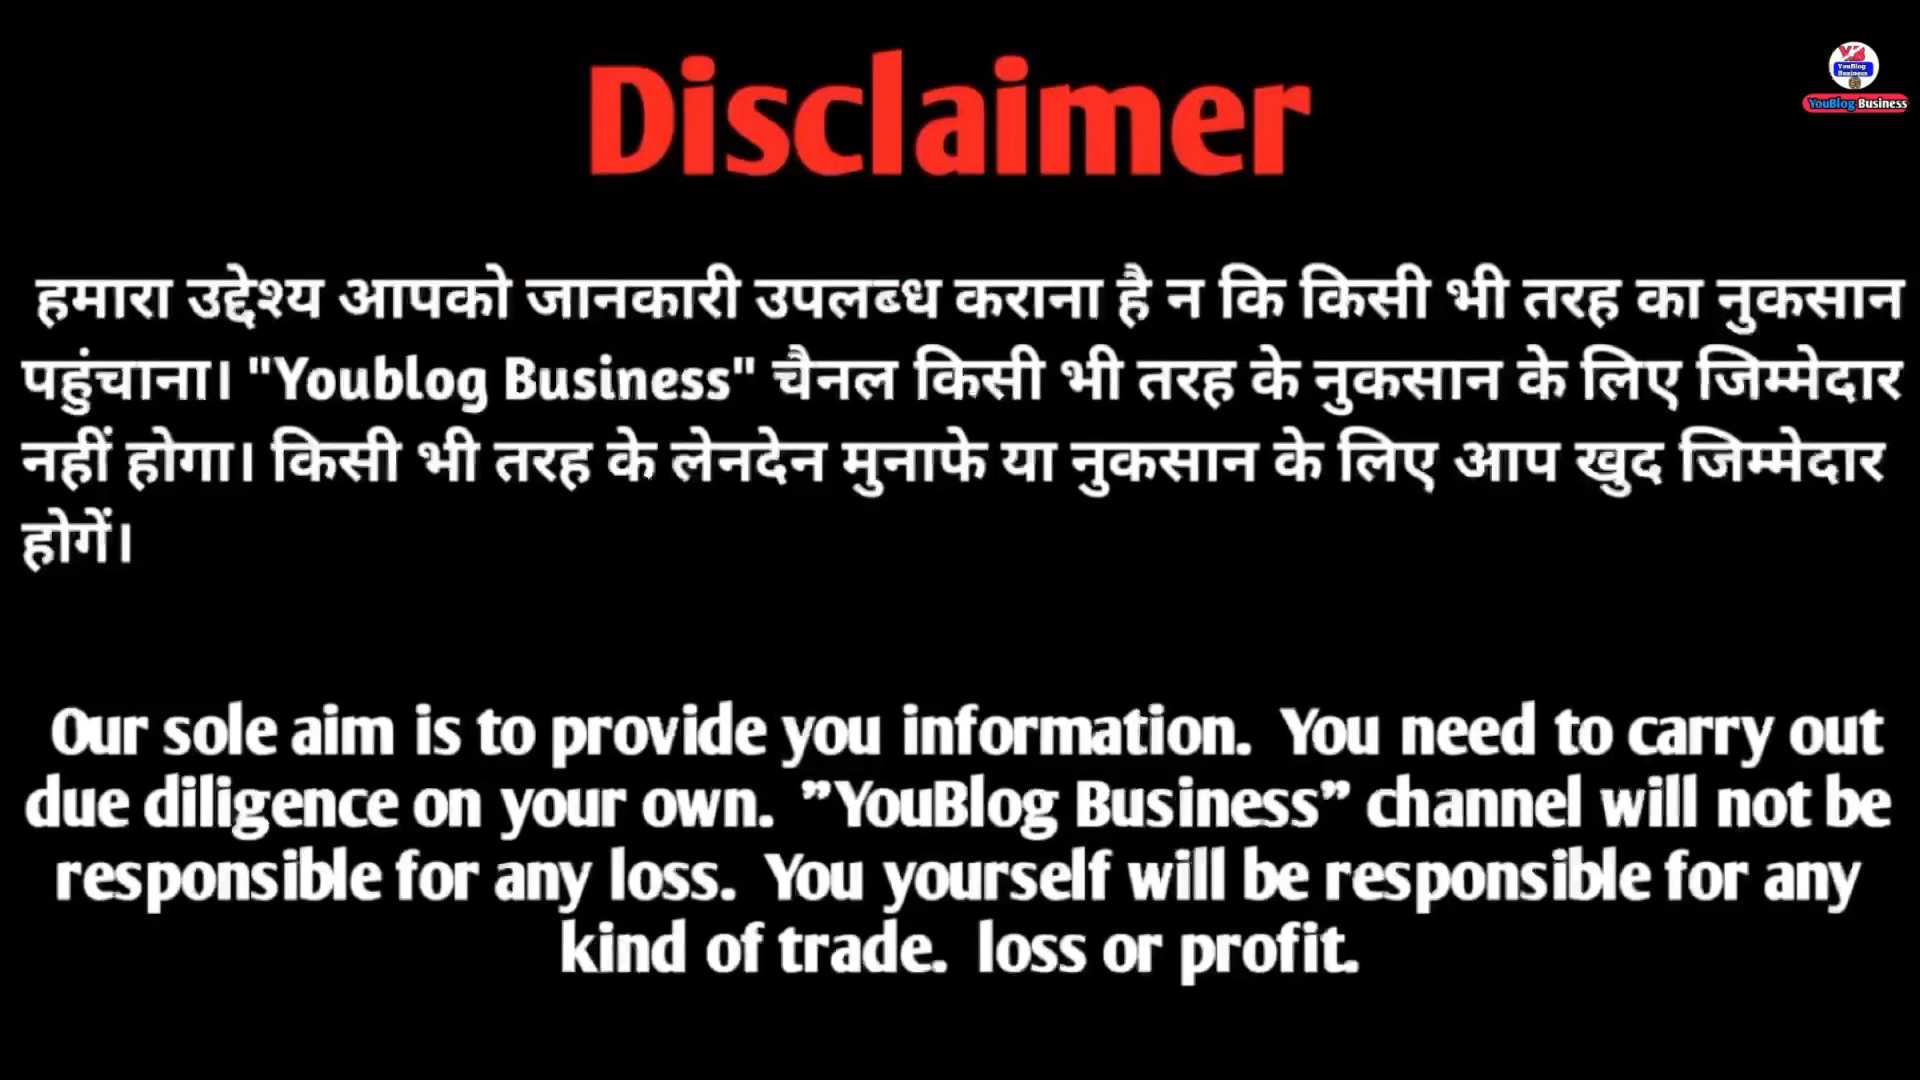 Disclaimer
YouBlog
Business
YouBlog Business
हमारा उद्देश्य आपको जानकारी उपलब्ध कराना है न कि किसी भी तरह का नुकसान
पहुंचाना। "Youblog Business" चैनल किसी भी तरह के नुकसान के लिए जिम्मेदार
नहीं होगा। किसी भी तरह के लेनदेन मुनाफे या नुकसान के लिए आप खुद जिम्मेदार
होगें।
Our sole aim is to provide you information. You need to carry out
due diligence on your own. ”YouBlog Business” channel will not be
responsible for any loss. You yourself will be responsible for any
kind of trade. loss or profit.